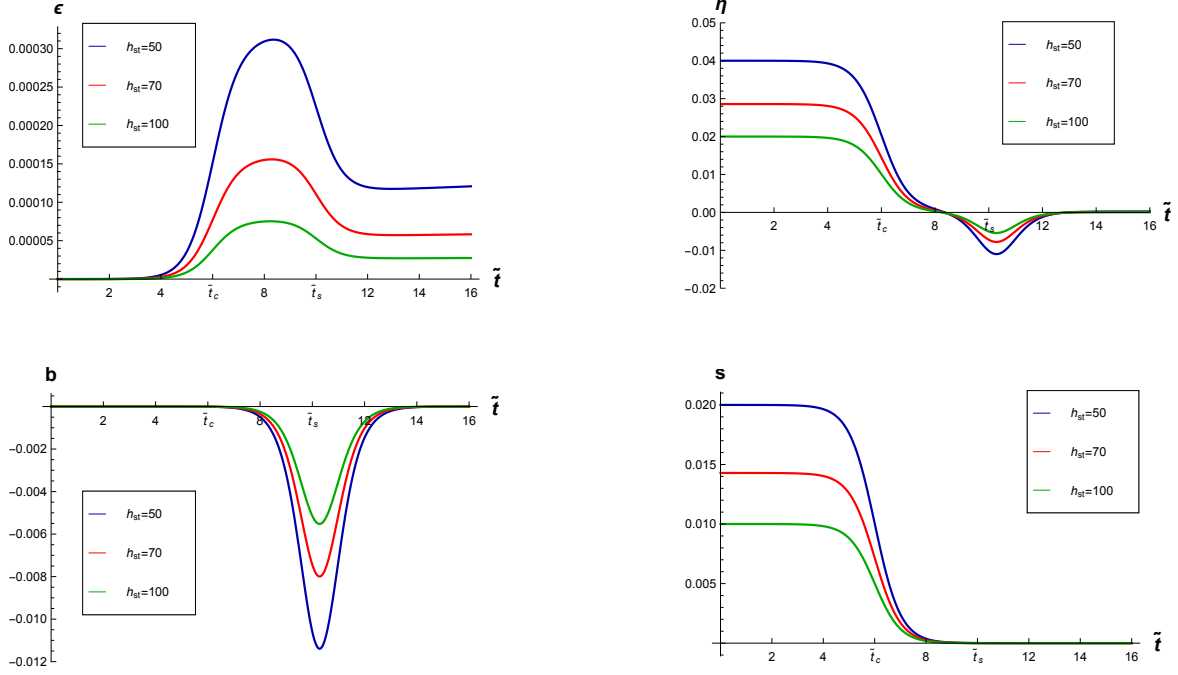 ϵ
h_st=50
h_st=70
h_st=100
0.00030
0.00025
0.00020
0.00015
0.00010
0.00005
2 4 t̃_c 8 t̃_s 12 14 16 t̃
η
h_st=50
h_st=70
h_st=100
0.05
0.04
0.03
0.02
0.01
0.00
-0.01
-0.02
2 4 t̃_c 8 t̃_s 12 14 16 t̃
b
2 4 t̃_c 8 t̃_s 12 14 16 t̃
-0.002
-0.004
-0.006
-0.008
-0.010
-0.012
h_st=50
h_st=70
h_st=100
s
h_st=50
h_st=70
h_st=100
0.020
0.015
0.010
0.005
2 4 t̃_c 8 t̃_s 12 14 16 t̃